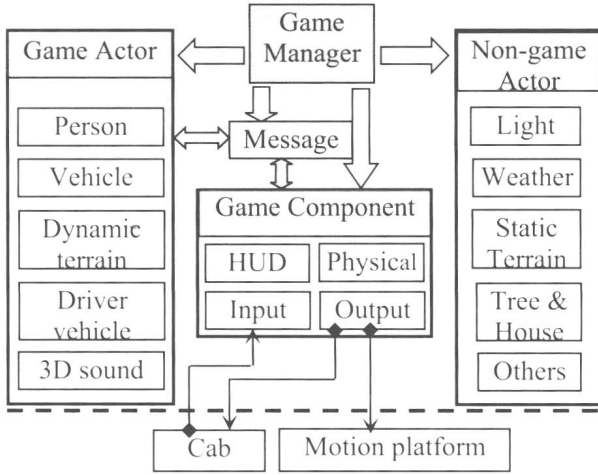 Game
Manager
Game Actor
Person
Vehicle
Dynamic
terrain
Driver
vehicle
3D sound
Message
Game Component
HUD
Physical
Input
Output
Non-game
Actor
Light
Weather
Static
Terrain
Tree &
House
Others
Cab
Motion platform